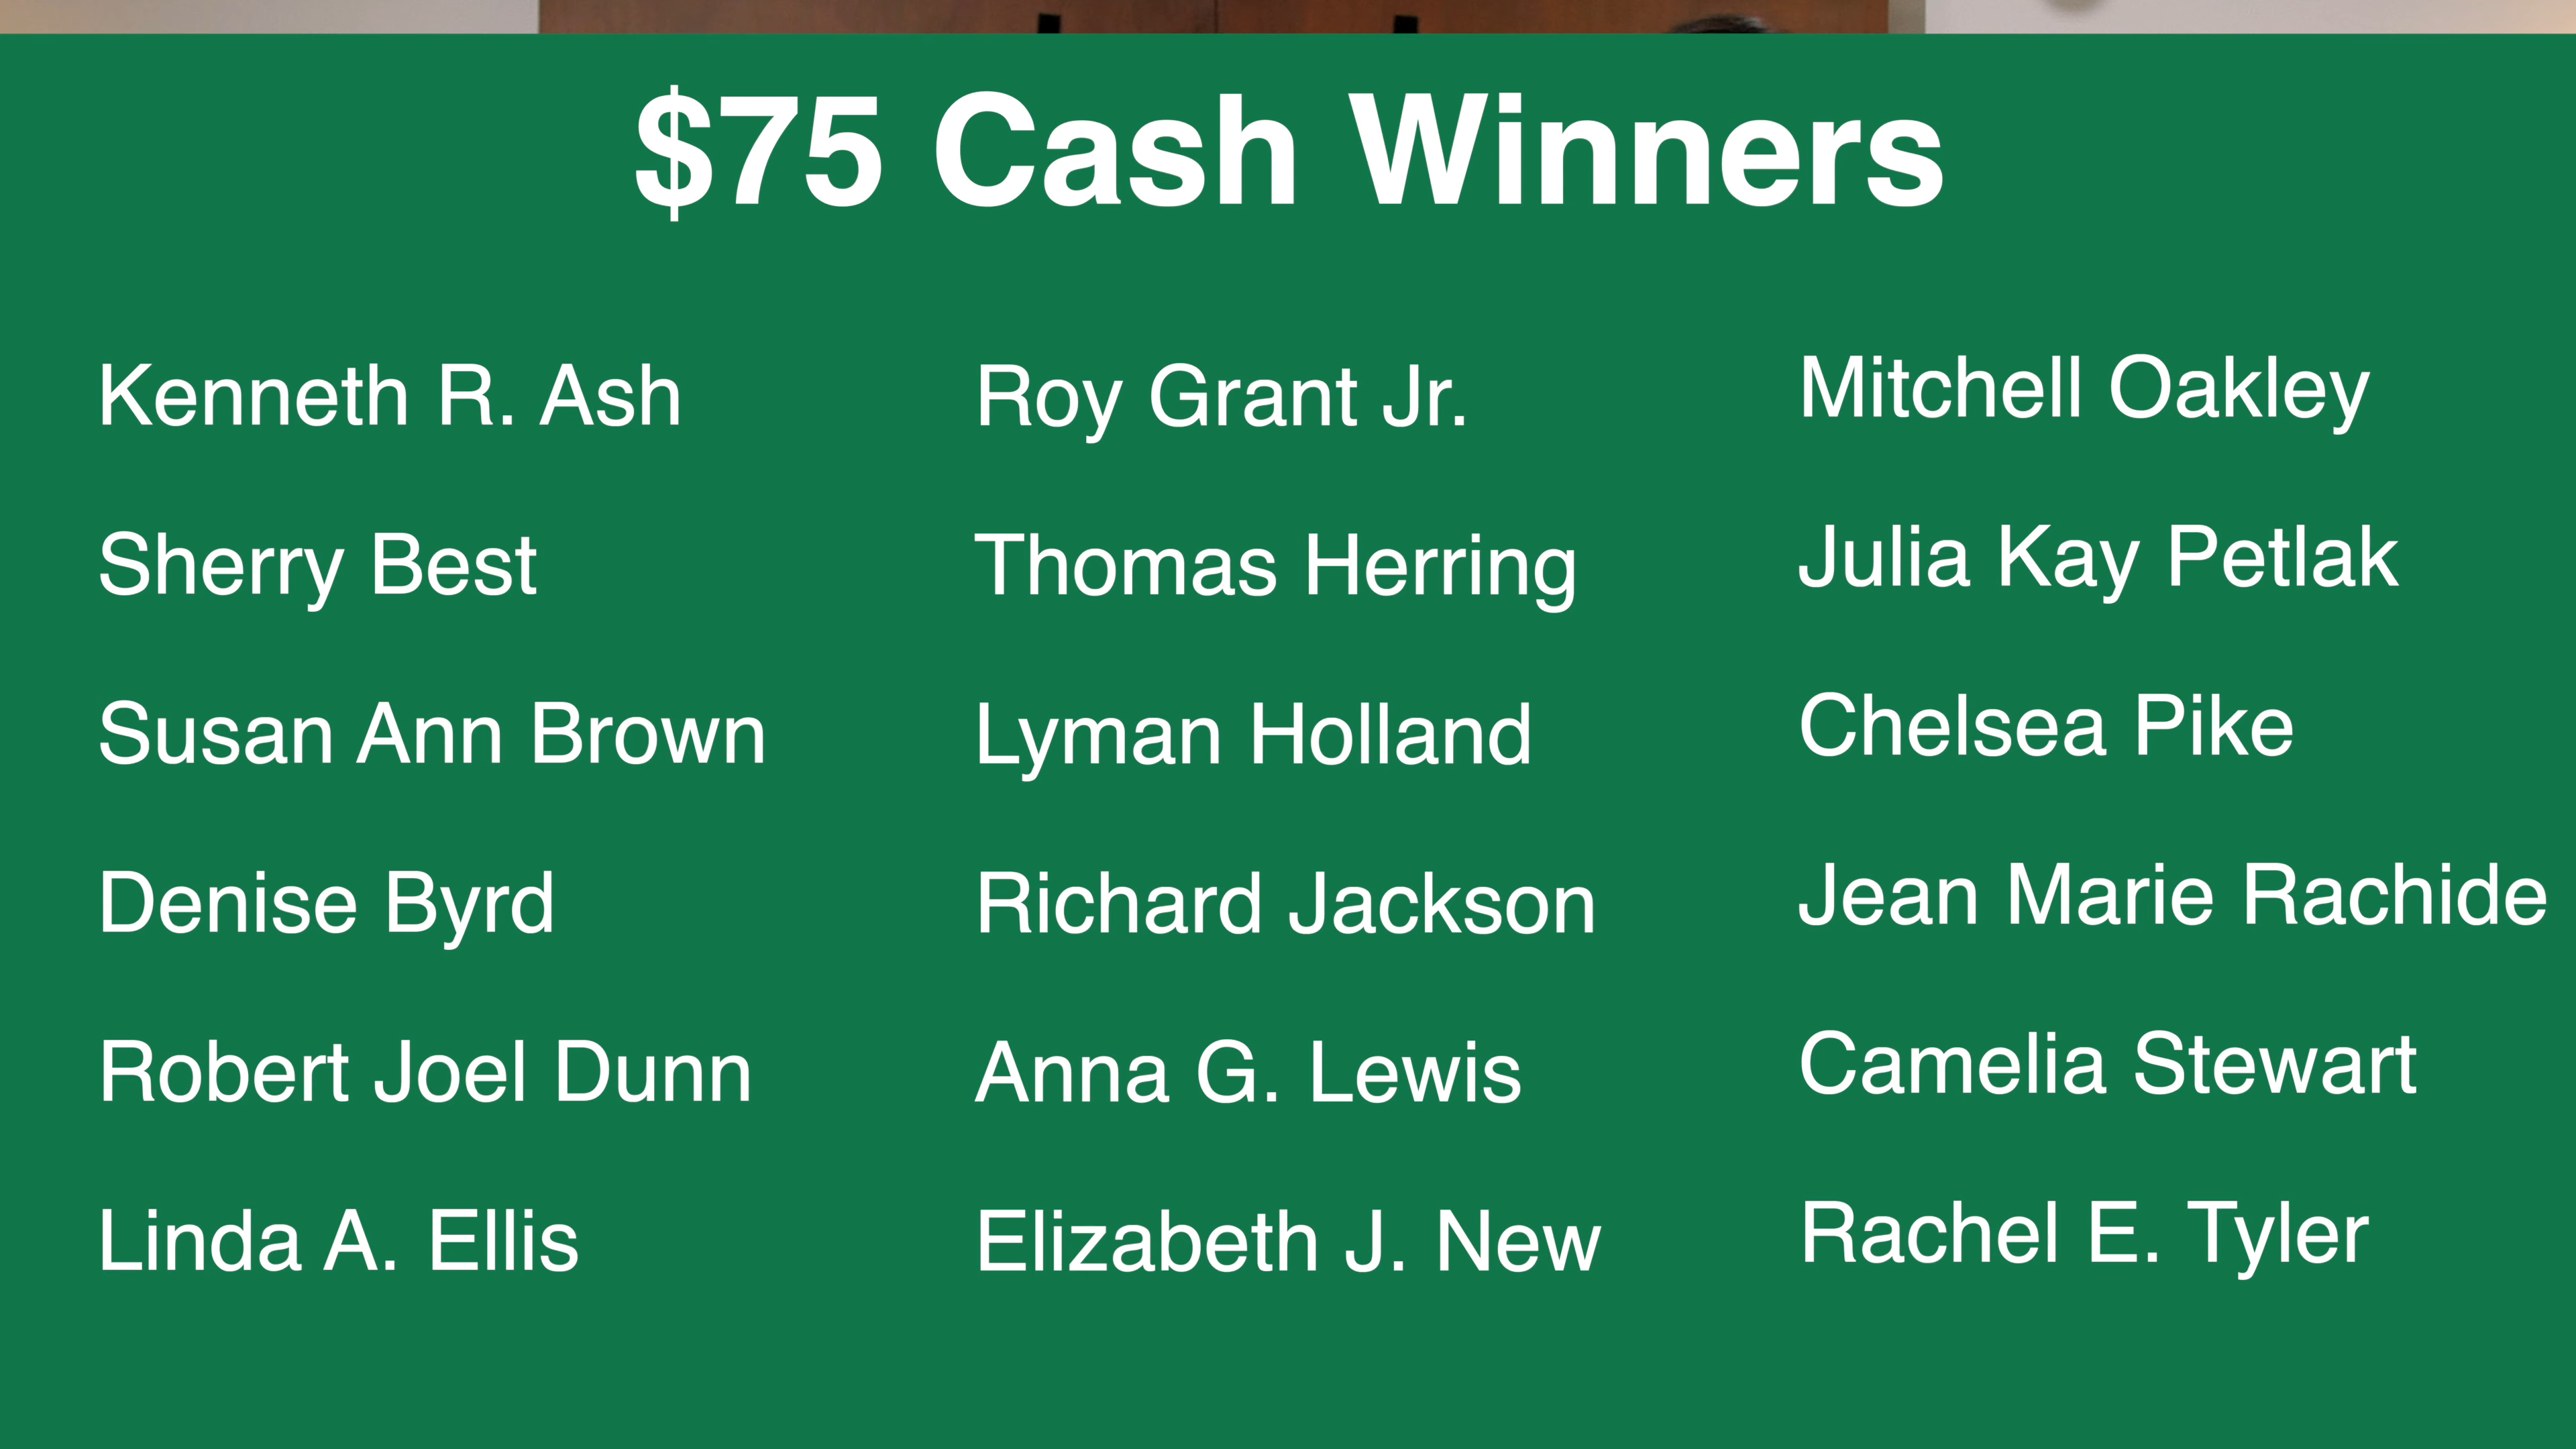 $75 Cash Winners
Kenneth R. Ash
Sherry Best
Susan Ann Brown
Denise Byrd
Robert Joel Dunn
Linda A. Ellis
Roy Grant Jr.
Thomas Herring
Lyman Holland
Richard Jackson
Anna G. Lewis
Elizabeth J. New
Mitchell Oakley
Julia Kay Petlak
Chelsea Pike
Jean Marie Rachide
Camelia Stewart
Rachel E. Tyler